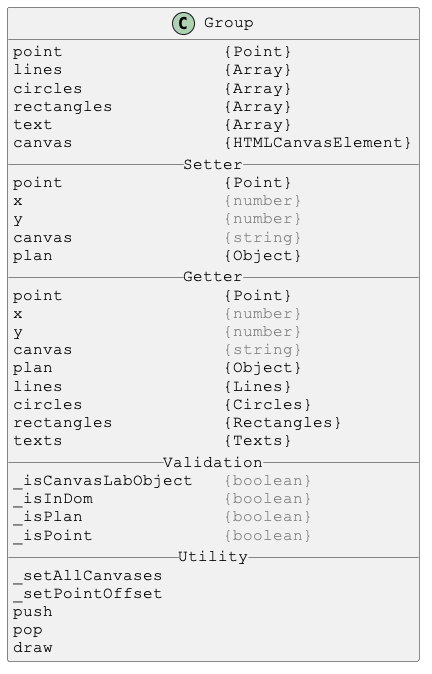 C Group
point {Point}
lines {Array}
circles {Array}
rectangles {Array}
text {Array}
canvas {HTMLCanvasElement}
Setter
point {Point}
x {number}
y {number}
canvas {string}
plan {Object}
Getter
point {Point}
x {number}
y {number}
canvas {string}
plan {Object}
lines {Lines}
circles {Circles}
rectangles {Rectangles}
texts {Texts}
Validation
_isCanvasLabObject {boolean}
_isInDom {boolean}
_isPlan {boolean}
_isPoint {boolean}
Utility
_setAllCanvases
_setPointOffset
push
pop
draw